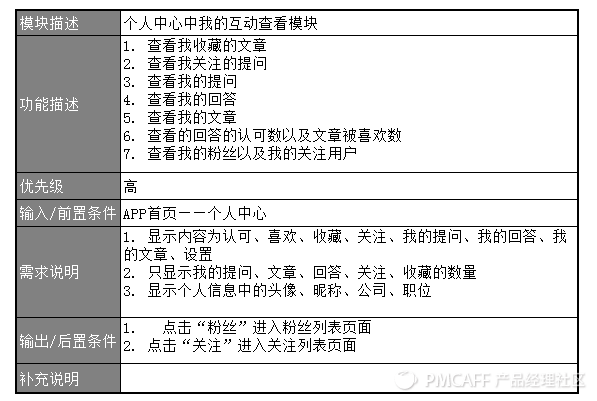 模块描述 个人中心中我的互动查看模块
功能描述
1. 查看我收藏的文章
2. 查看我关注的提问
3. 查看我的提问
4. 查看我的回答
5. 查看我的文章
6. 查看的回答的认可数以及文章被喜欢数
7. 查看我的粉丝以及我的关注用户
优先级 高
输入/前置条件 APP首页——个人中心
需求说明
1. 显示内容为认可、喜欢、收藏、关注、我的提问、我的回答、我
的文章、设置
2. 只显示我的提问、文章、回答、关注、收藏的数量
3. 显示个人信息中的头像、昵称、公司、职位
输出/后置条件
1. 点击“粉丝”进入粉丝列表页面
2. 点击“关注”进入关注列表页面
补充说明
PMCAFF 产品经理社区